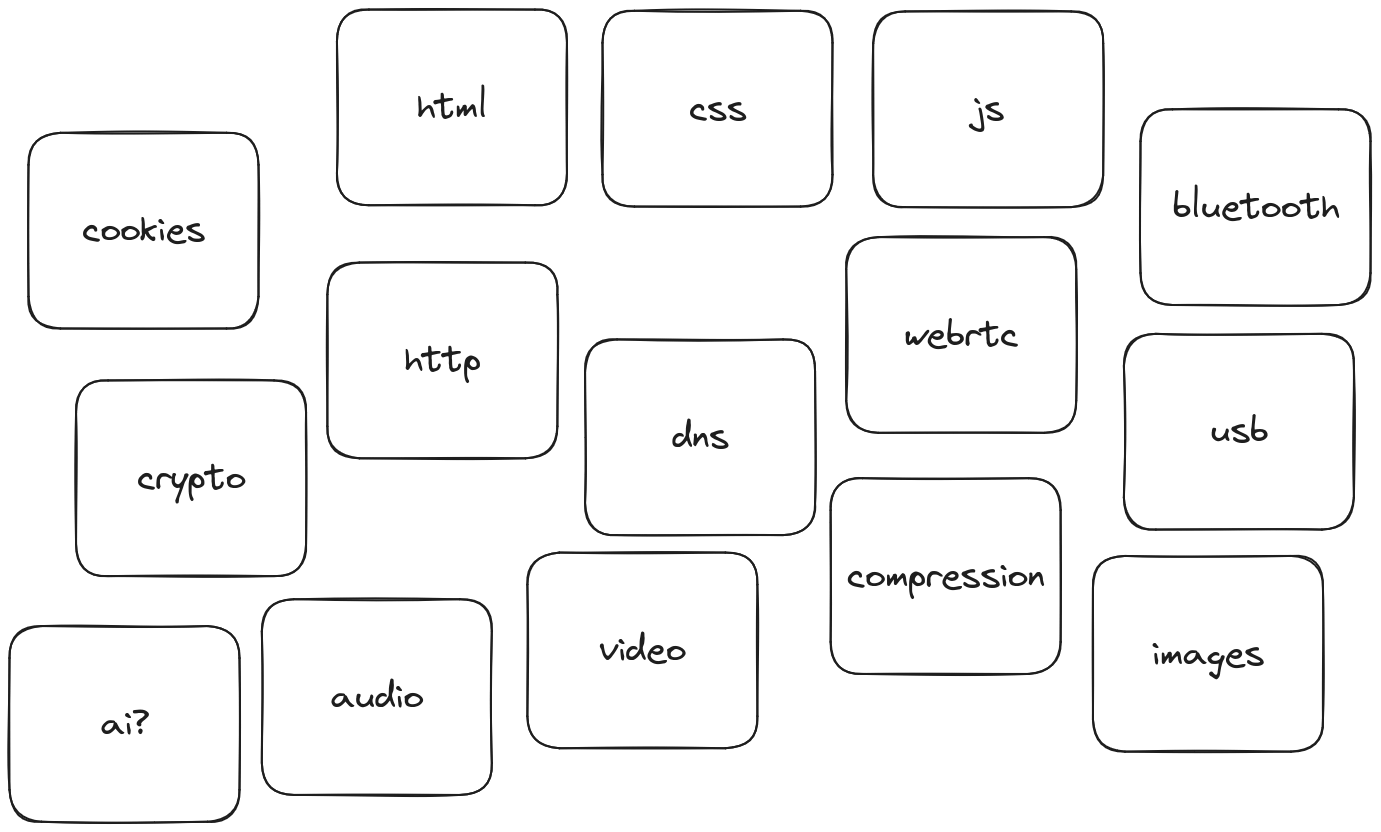 html
css
js
cookies
bluetooth
http
webrtc
dns
usb
crypto
compression
video
images
audio
ai?